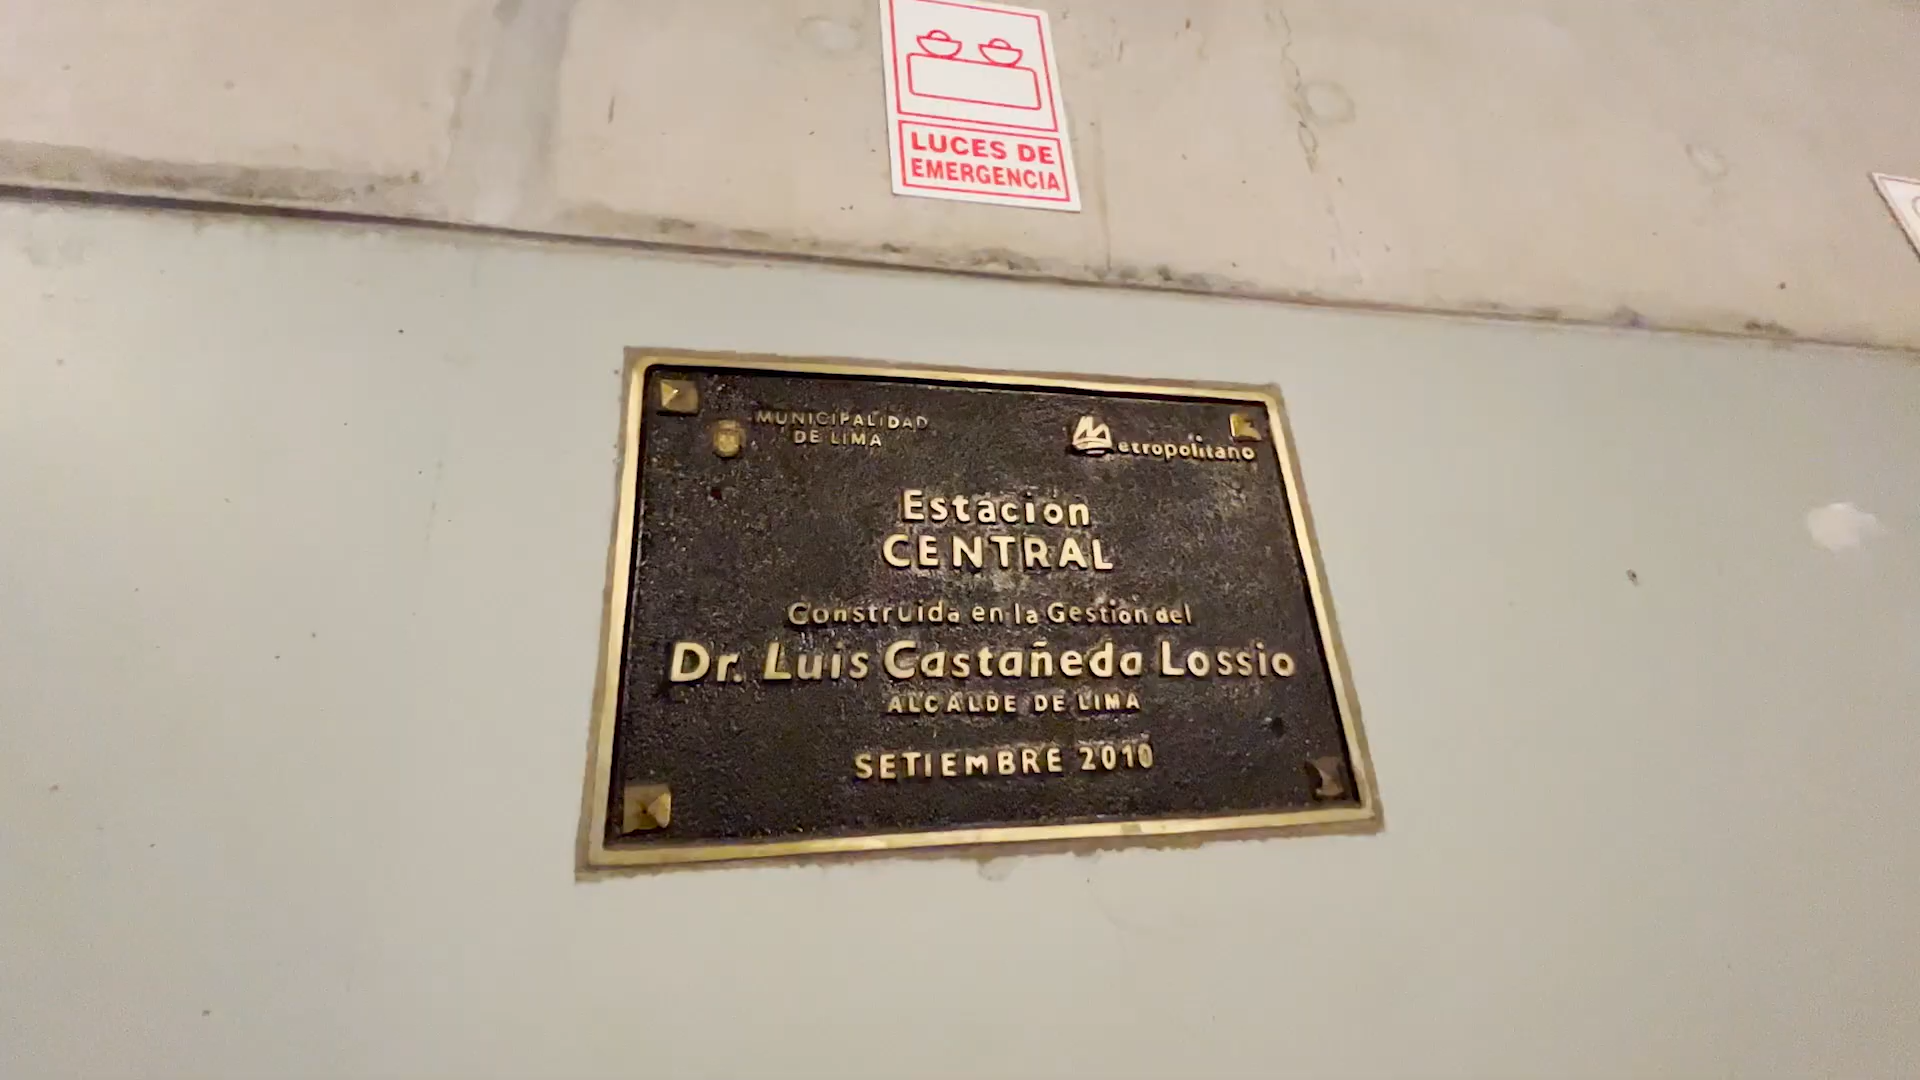 LUCES DE
EMERGENCIA
MUNICIPALIDAD
DE LIMA
Metropolitano
Estacion
CENTRAL
Construida en la Gestion del
Dr. Luis Castañeda Lossio
ALCALDE DE LIMA
SETIEMBRE 2010